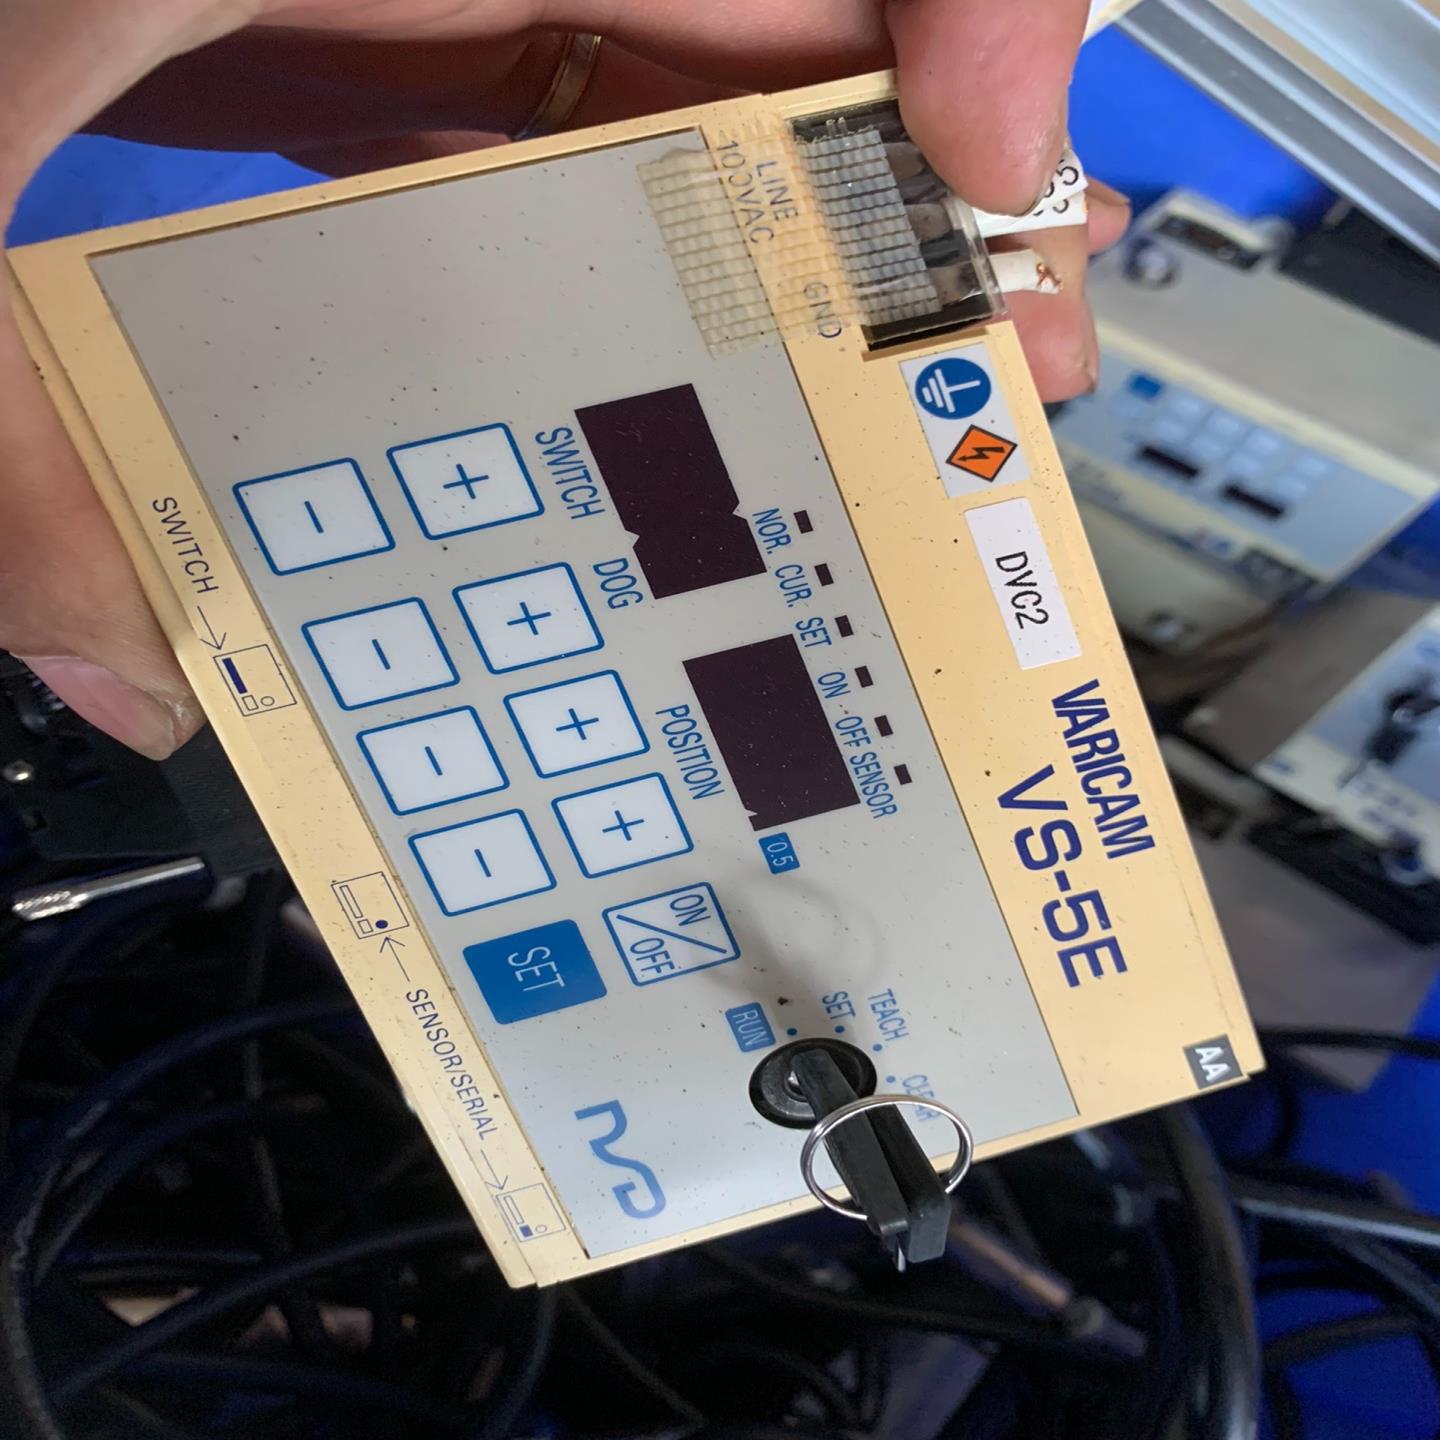 LINE
100VAC
GND
DVC2
VARICAM
VS-5E
AA
NOR. CUR. SET ON OFF SENSOR
SWITCH DOG
POSITION
0.5
+ + + +
ON
OFF
- - - -
SET
TEACH
SET
CLEAR
RUN
NSD
SWITCH
SENSOR/SERIAL